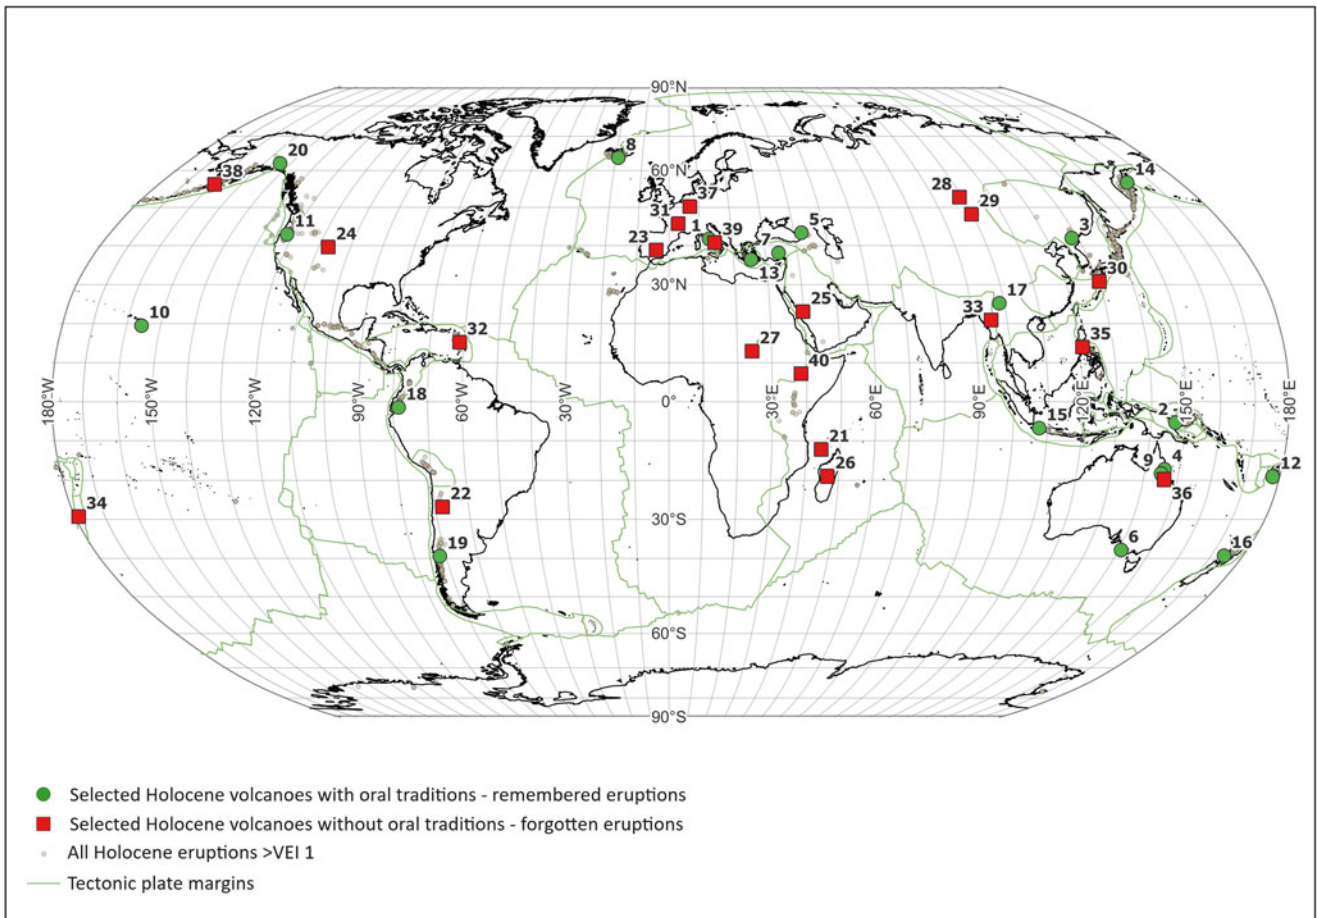 90°N
20
8
60°N
38
28
14
37
29
31
11
1
39
5
3
24
23
7
13
30
30°N
10
25
17
33
32
27
35
40
180°W
150°W
120°W
90°W
18
60°W
30°W
0°
30°E
60°E
90°E
15
120°E
2
150°E
180°E
21
9
4
12
26
36
34
22
30°S
19
6
16
60°S
90°S
Selected Holocene volcanoes with oral traditions - remembered eruptions
Selected Holocene volcanoes without oral traditions - forgotten eruptions
All Holocene eruptions >VEI 1
Tectonic plate margins